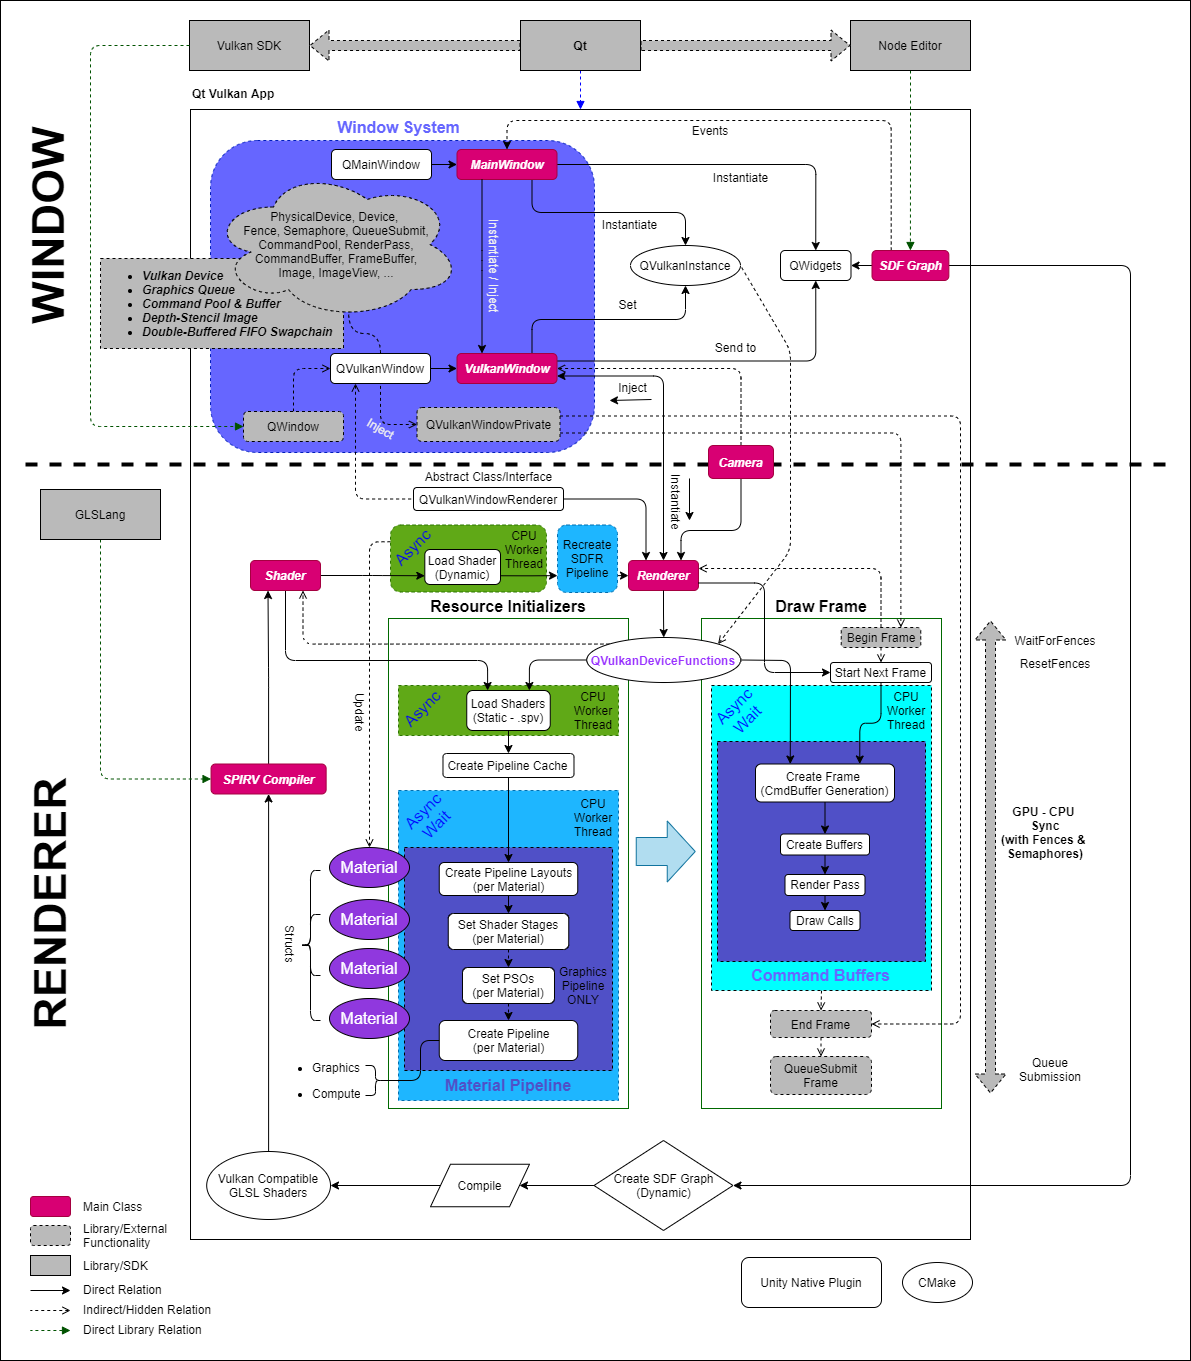 Vulkan SDK
Qt
Node Editor
Qt Vulkan App
WINDOW
Window System
Events
QMainWindow
MainWindow
Instantiate
PhysicalDevice, Device,
Fence, Semaphore, QueueSubmit,
CommandPool, RenderPass,
CommandBuffer, FrameBuffer,
Image, ImageView, ...
Instantiate / Inject
Instantiate
QVulkanInstance
QWidgets
SDF Graph
Vulkan Device
Graphics Queue
Command Pool & Buffer
Depth-Stencil Image
Double-Buffered FIFO Swapchain
Set
Send to
QVulkanWindow
VulkanWindow
Inject
QWindow
Inject
QVulkanWindowPrivate
Camera
Abstract Class/Interface
QVulkanWindowRenderer
Instantiate
GLSLang
Async
CPU
Worker
Thread
Load Shader
(Dynamic)
Recreate
SDFR
Pipeline
Shader
Renderer
Resource Initializers
Draw Frame
Begin Frame
WaitForFences
ResetFences
QVulkanDeviceFunctions
Start Next Frame
Update
Async
Load Shaders
(Static - .spv)
CPU
Worker
Thread
Async
Wait
CPU
Worker
Thread
Create Pipeline Cache
SPIRV Compiler
RENDERER
Async
Wait
CPU
Worker
Thread
Create Frame
(CmdBuffer Generation)
GPU - CPU
Sync
(with Fences &
Semaphores)
Create Buffers
Material
Create Pipeline Layouts
(per Material)
Render Pass
Material
Set Shader Stages
(per Material)
Draw Calls
Structs
Material
Set PSOs
(per Material)
Graphics
Pipeline
ONLY
Command Buffers
Material
Create Pipeline
(per Material)
End Frame
Graphics
Compute
Material Pipeline
QueueSubmit
Frame
Queue
Submission
Vulkan Compatible
GLSL Shaders
Compile
Create SDF Graph
(Dynamic)
Main Class
Library/External
Functionality
Library/SDK
Direct Relation
Indirect/Hidden Relation
Direct Library Relation
Unity Native Plugin
CMake